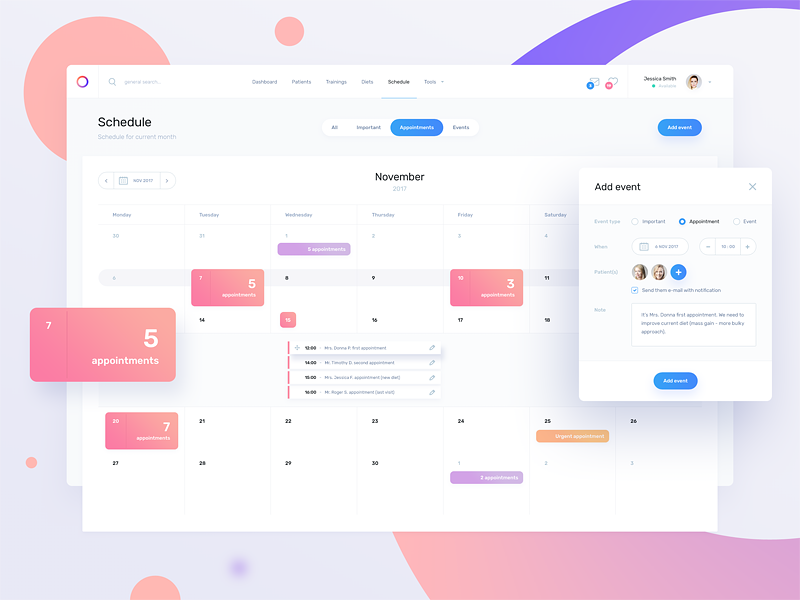 general search...
Dashboard Patients Trainings Diets Schedule Tools
Jessica Smith
Available
Schedule
Schedule for current month
All Important Appointments Events
Add event
NOV 2017
November
2017
Monday Tuesday Wednesday Thursday Friday Saturday
30 31 1 2 3 4
5 appointments
6 7 8 9 10 11
5
appointments
3
appointments
14 15 16 17 18
12:00 - Mrs. Donna P. first appointment
14:00 - Mr. Timothy D. second appointment
15:00 - Mrs. Jessica F. appointment (new diet)
16:00 - Mr. Roger S. appointment (last visit)
20 21 22 23 24 25 26
7
appointments
Urgent appointment
27 28 29 30 1 2 3
3 appointments
7
5
appointments
Add event
Event type Important Appointment Event
When 6 NOV 2017 - 15 : 00 +
Patient(s)
Send them e-mail with notification
Note
It's Mrs. Donna first appointment. We need to
improve current diet (mass gain - more bulky
approach).
Add event